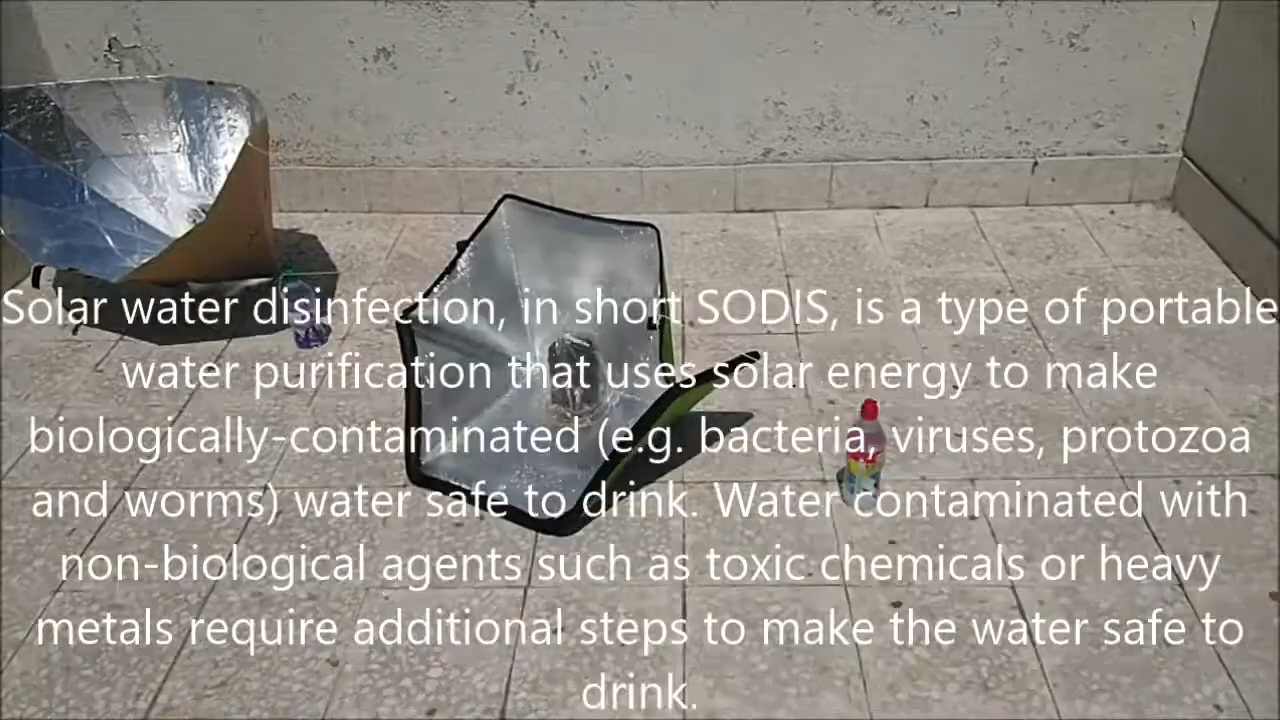 Solar water disinfection, in short SODIS, is a type of portable
water purification that uses solar energy to make
biologically-contaminated (e.g. bacteria, viruses, protozoa
and worms) water safe to drink. Water contaminated with
non-biological agents such as toxic chemicals or heavy
metals require additional steps to make the water safe to
drink.